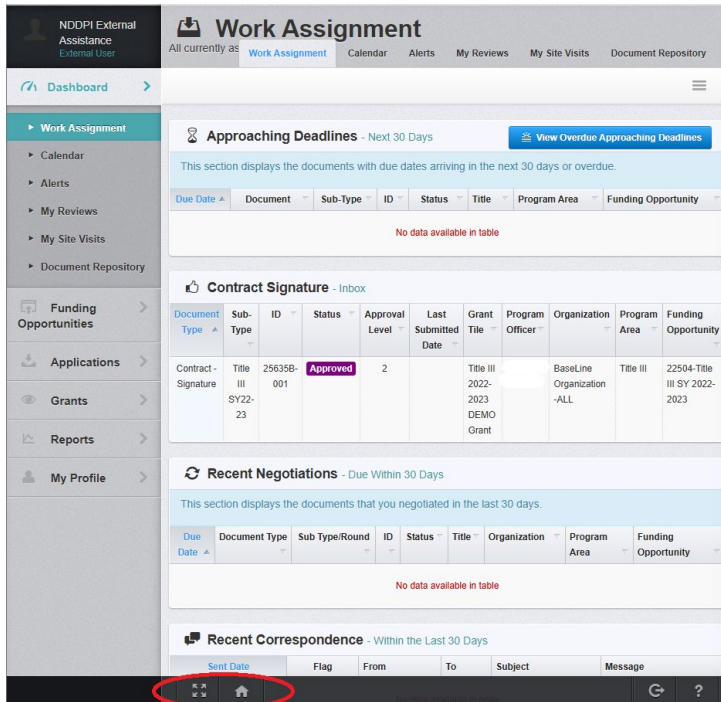 NDDPI External
Assistance
External User
Work Assignment
All currently as
Work Assignment Calendar Alerts My Reviews My Site Visits Document Repository
Dashboard
Work Assignment
Calendar
Alerts
My Reviews
My Site Visits
Document Repository
Funding
Opportunities
Applications
Grants
Reports
My Profile
Approaching Deadlines - Next 30 Days
View Overdue Approaching Deadlines
This section displays the documents with due dates arriving in the next 30 days or overdue.
Due Date Document Sub-Type ID Status Title Program Area Funding Opportunity
No data available in table
Contract Signature - Inbox
Document Sub- ID Status Approval Last Grant Program Organization Program Funding
Type Type Level Submitted Tile Officer Area Opportunity
Date
Contract - Title 25635B- Approved 2 Title III BaseLine Title III 22504-Title
Signature III 001 2022- Organization III SY 2022-
SY22- 2023 -ALL 2023
23 DEMO
Grant
Recent Negotiations - Due Within 30 Days
This section displays the documents that you negotiated in the last 30 days.
Due Document Type Sub Type/Round ID Status Title Organization Program Funding
Date Area Opportunity
No data available in table
Recent Correspondence - Within the Last 30 Days
Sent Date Flag From To Subject Message
?